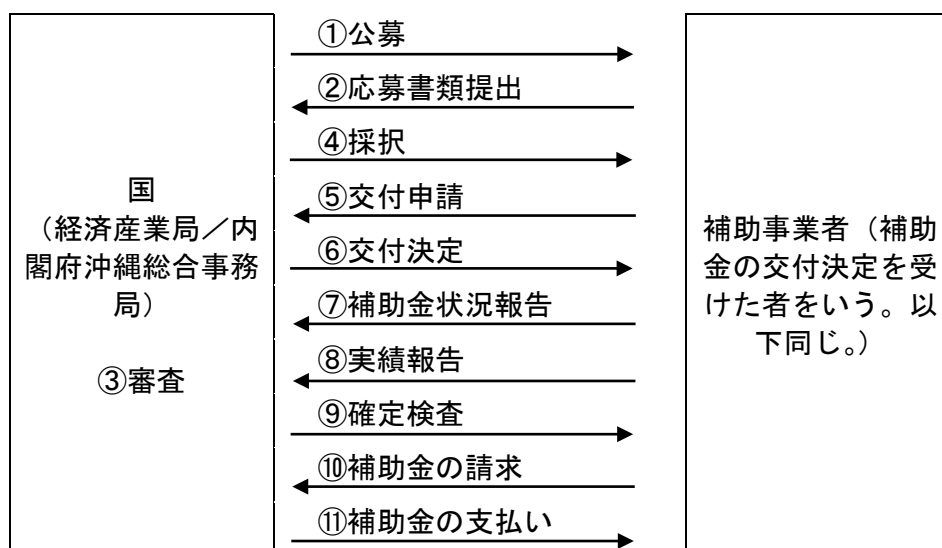 ①公募
②応募書類提出
④採択
⑤交付申請
⑥交付決定
⑦補助金状況報告
⑧実績報告
⑨確定検査
⑩補助金の請求
⑪補助金の支払い
国
（経済産業局／内
閣府沖縄総合事務
局）
③審査
補助事業者（補助
金の交付決定を受
けた者をいう。以
下同じ。）